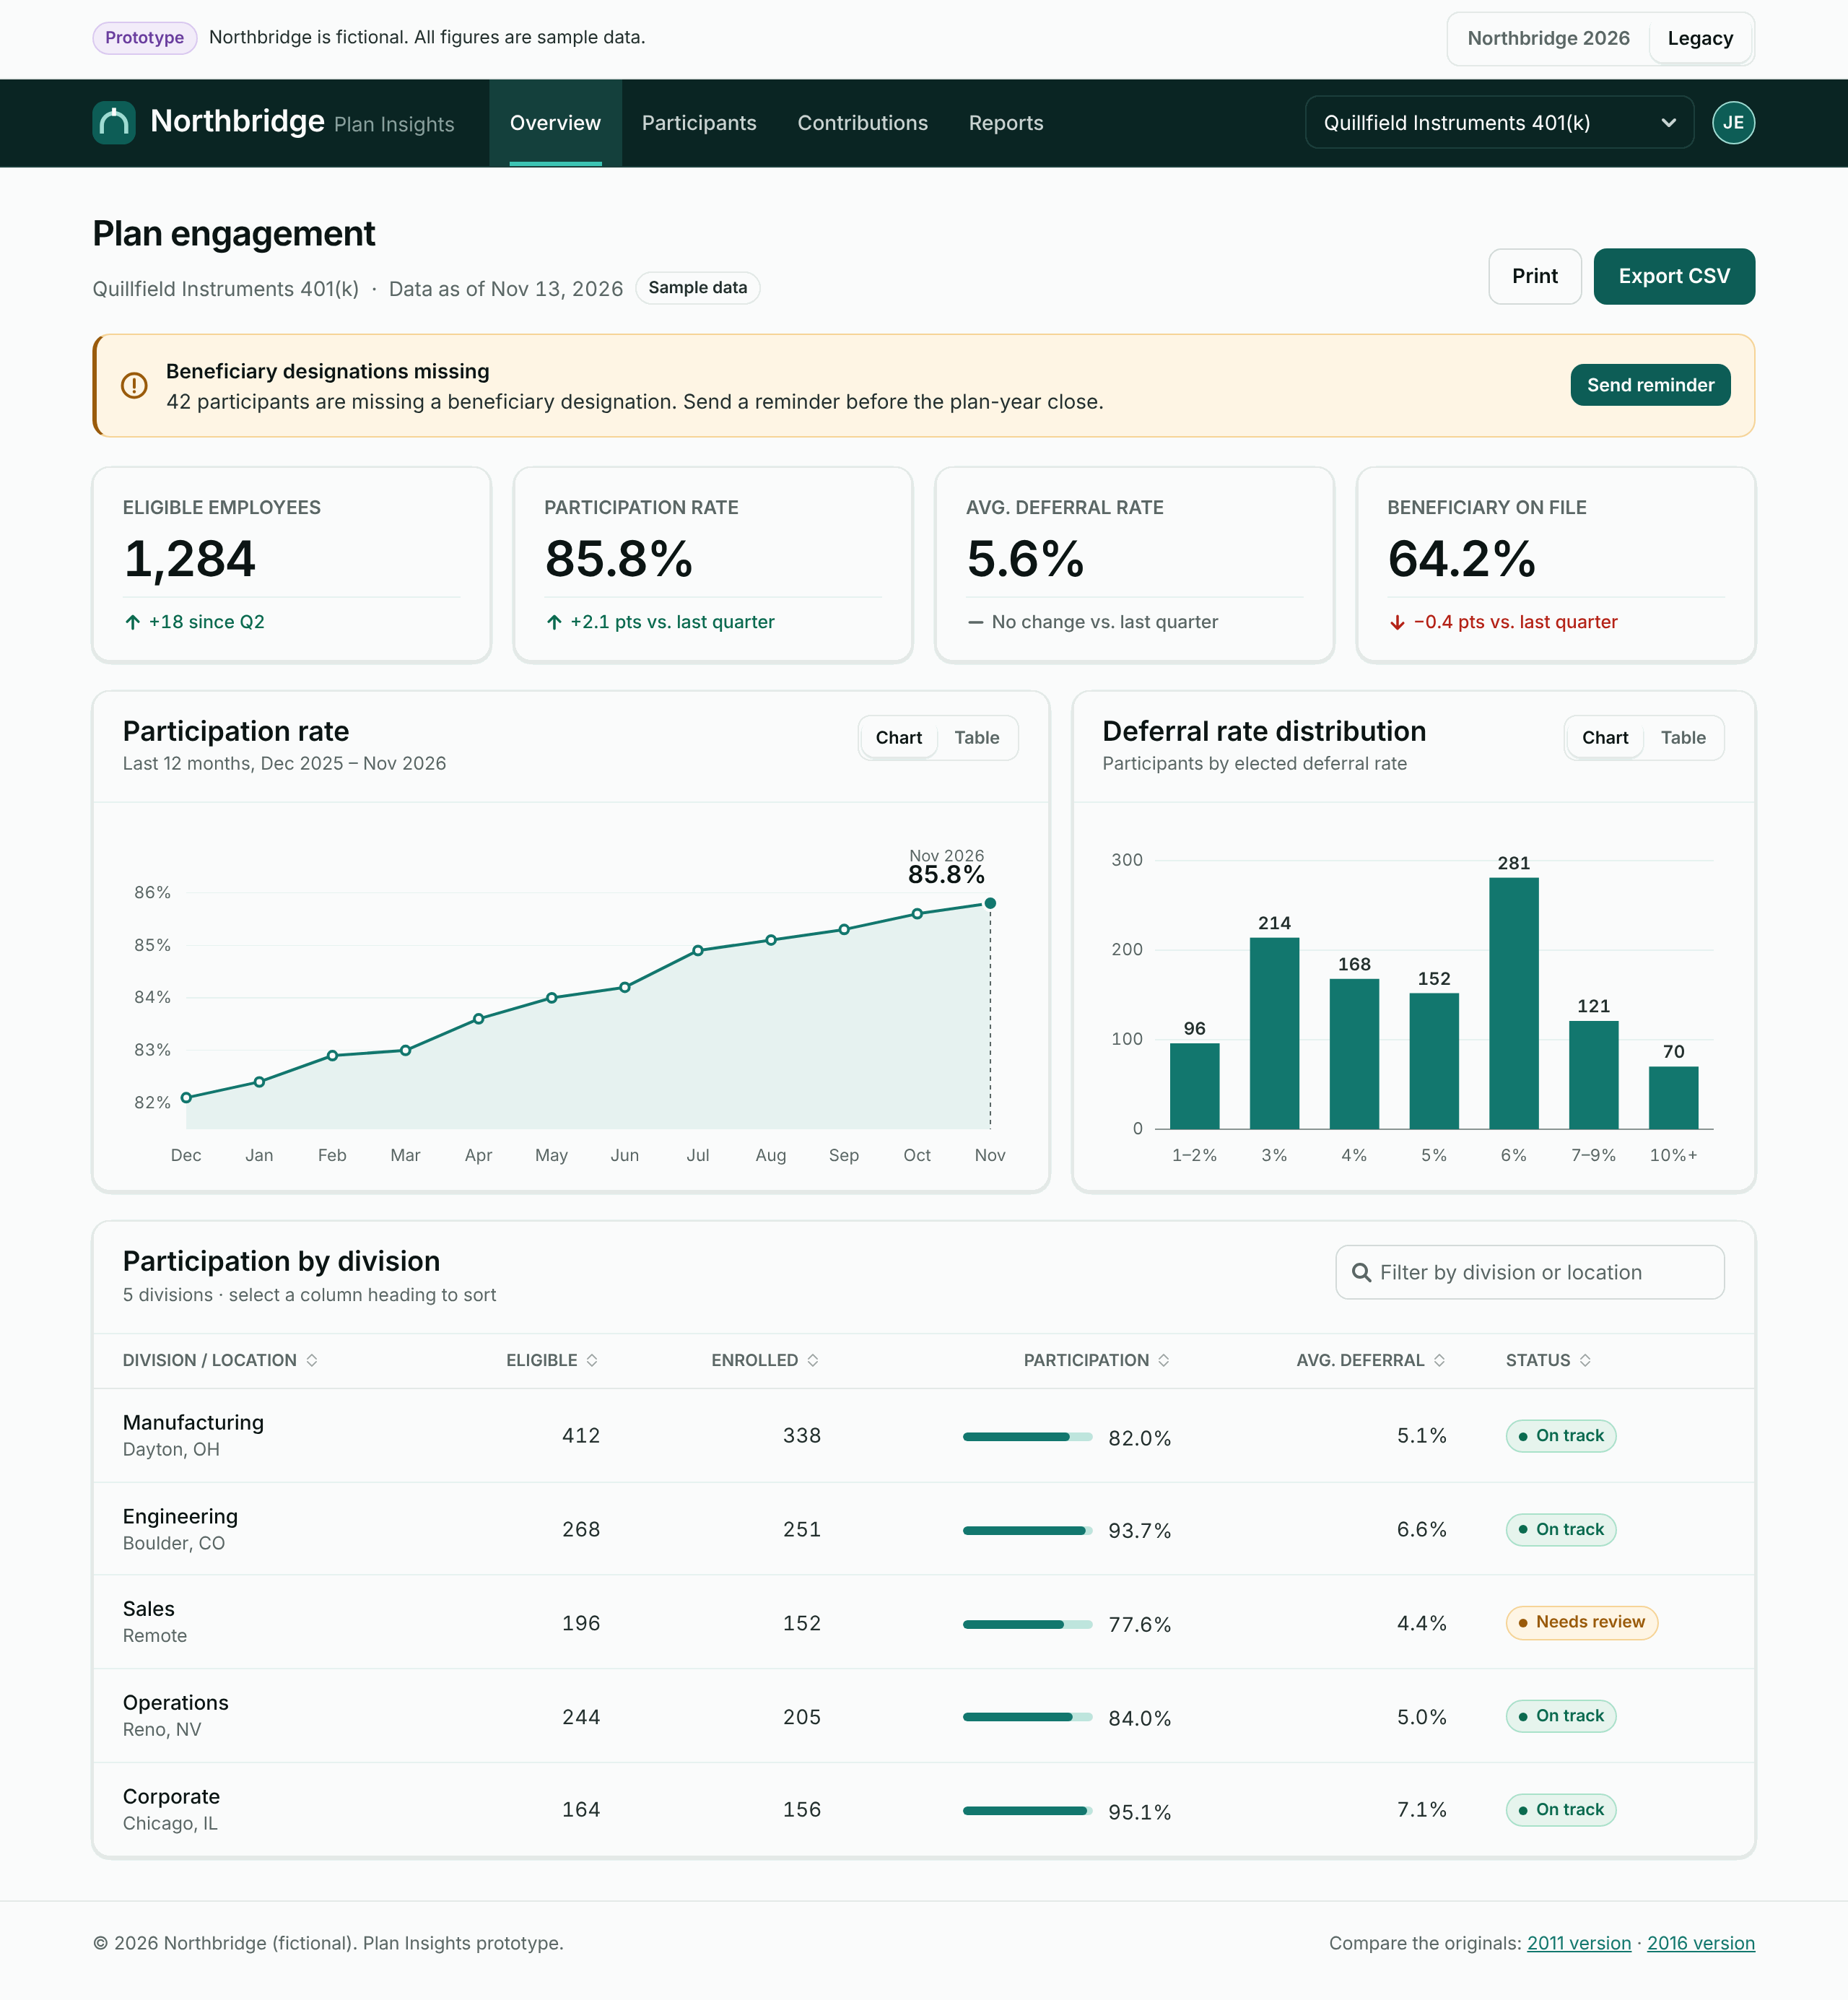 Prototype Northbridge is fictional. All figures are sample data.
Northbridge 2026 Legacy
Northbridge Plan Insights Overview Participants Contributions Reports Quillfield Instruments 401(k) JE
Plan engagement
Quillfield Instruments 401(k) · Data as of Nov 13, 2026 Sample data
Print Export CSV
Beneficiary designations missing
42 participants are missing a beneficiary designation. Send a reminder before the plan-year close.
Send reminder
ELIGIBLE EMPLOYEES
1,284
+18 since Q2
PARTICIPATION RATE
85.8%
+2.1 pts vs. last quarter
AVG. DEFERRAL RATE
5.6%
No change vs. last quarter
BENEFICIARY ON FILE
64.2%
−0.4 pts vs. last quarter
Participation rate
Last 12 months, Dec 2025 – Nov 2026
Chart Table
Nov 2026
85.8%
86%
85%
84%
83%
82%
Dec Jan Feb Mar Apr May Jun Jul Aug Sep Oct Nov
Deferral rate distribution
Participants by elected deferral rate
Chart Table
300
200
100
0
96 214 168 152 281 121 70
1–2% 3% 4% 5% 6% 7–9% 10%+
Participation by division
5 divisions · select a column heading to sort
Filter by division or location
DIVISION / LOCATION ELIGIBLE ENROLLED PARTICIPATION AVG. DEFERRAL STATUS
Manufacturing
Dayton, OH
412 338 82.0% 5.1% On track
Engineering
Boulder, CO
268 251 93.7% 6.6% On track
Sales
Remote
196 152 77.6% 4.4% Needs review
Operations
Reno, NV
244 205 84.0% 5.0% On track
Corporate
Chicago, IL
164 156 95.1% 7.1% On track
© 2026 Northbridge (fictional). Plan Insights prototype.
Compare the originals: 2011 version · 2016 version